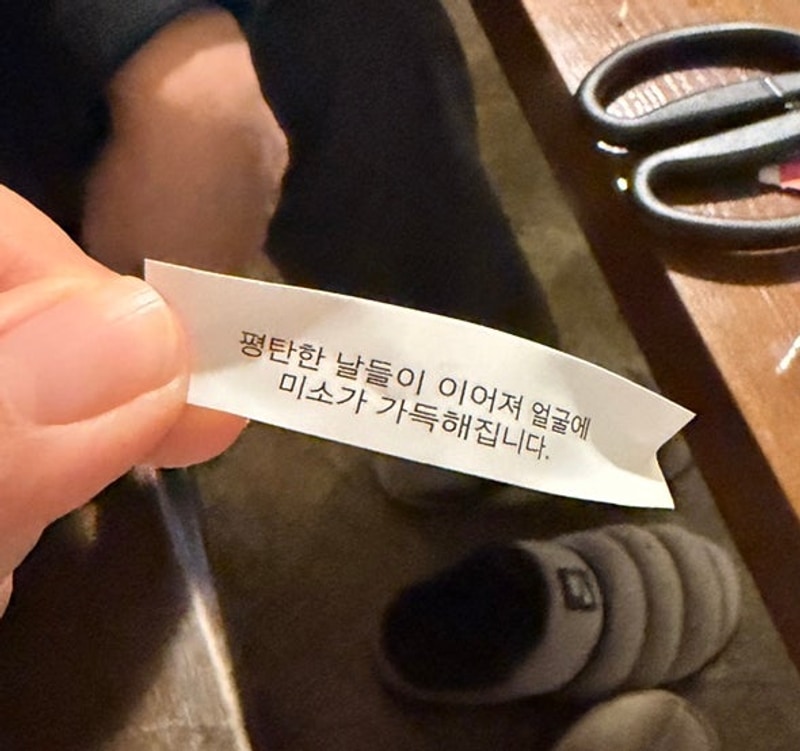 평탄한 날들이 이어져 얼굴에
미소가 가득해집니다.